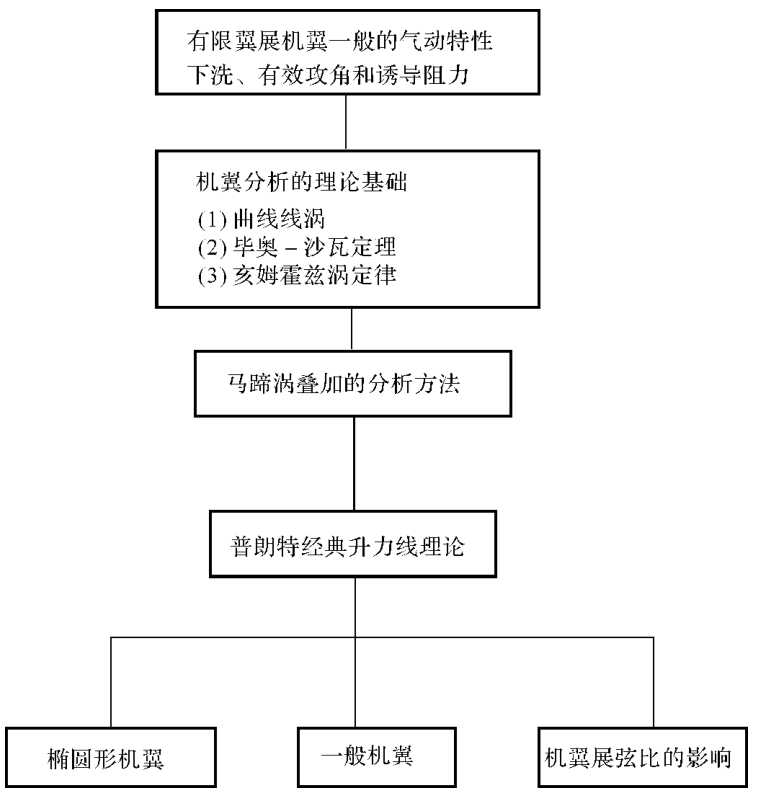 有限翼展机翼一般的气动特性
下洗、有效攻角和诱导阻力
机翼分析的理论基础
(1) 曲线线涡
(2) 毕奥－沙瓦定理
(3) 亥姆霍兹涡定律
马蹄涡叠加的分析方法
普朗特经典升力线理论
椭圆形机翼
一般机翼
机翼展弦比的影响